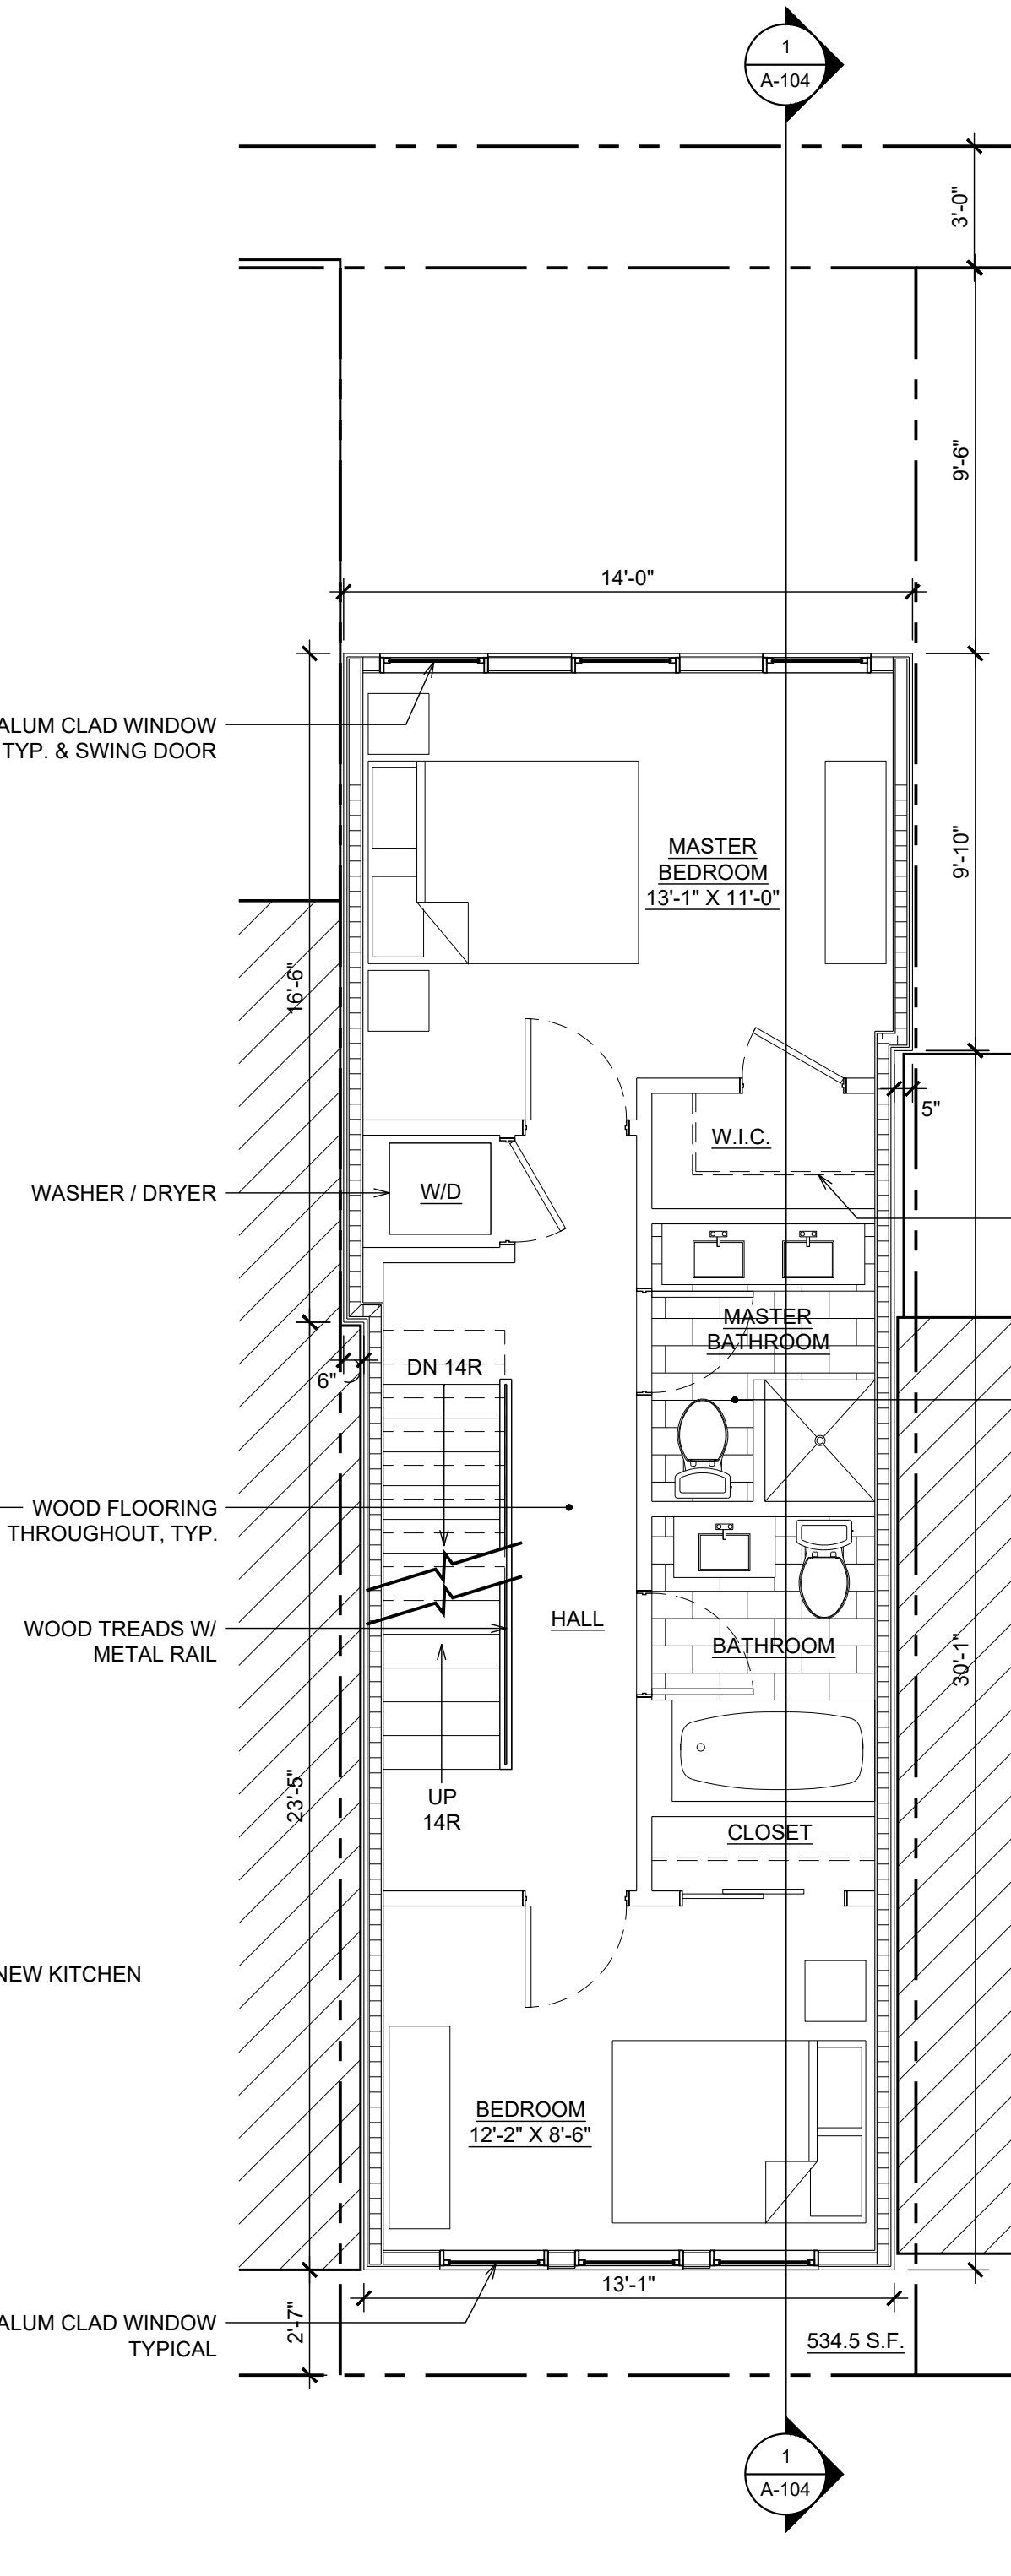 1
A-104
3'-0"
9'-6"
14'-0"
ALUM CLAD WINDOW
TYP. & SWING DOOR
MASTER
BEDROOM
13'-1" X 11'-0"
9'-10"
16'-6"
5"
W.I.C.
WASHER / DRYER
W/D
MASTER
BATHROOM
6"
DN 14R
WOOD FLOORING
THROUGHOUT, TYP.
HALL
WOOD TREADS W/
METAL RAIL
BATHROOM
30'-1"
23'-5"
UP
14R
CLOSET
NEW KITCHEN
BEDROOM
12'-2" X 8'-6"
13'-1"
ALUM CLAD WINDOW
TYPICAL
2'-7"
534.5 S.F.
1
A-104